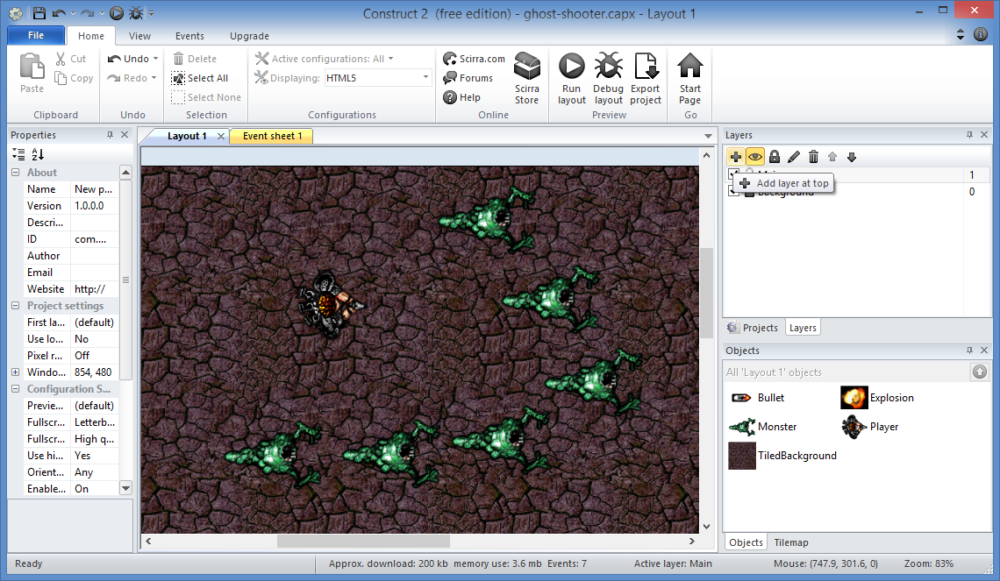 Construct 2 (free edition) - ghost-shooter.capx - Layout 1
File Home View Events Upgrade
Paste
Cut
Copy
Clipboard
Undo
Redo
Undo
Delete
Select All
Select None
Selection
Active configurations: All
Displaying: HTML5
Configurations
Scirra.com
Forums
Help
Scirra Store
Online
Run layout
Debug layout
Export project
Preview
Start Page
Go
Properties
About
Name New p...
Version 1.0.0.0
Descri...
ID com....
Author
Email
Website http://
Project settings
First la... (default)
Use lo... No
Pixel r... Off
Windo... 854, 480
Configuration S...
Previe... (default)
Fullscr... Letterb...
Fullscr... High q...
Use hi... Yes
Orient... Any
Enable... On
Layout 1
Event sheet 1
Layers
1
Add layer at top
Background 0
Projects Layers
Objects
All 'Layout 1' objects
Bullet Explosion
Monster Player
TiledBackground
Objects Tilemap
Ready Approx. download: 200 kb memory use: 3.6 mb Events: 7 Active layer: Main Mouse: (747.9, 301.6, 0) Zoom: 83%